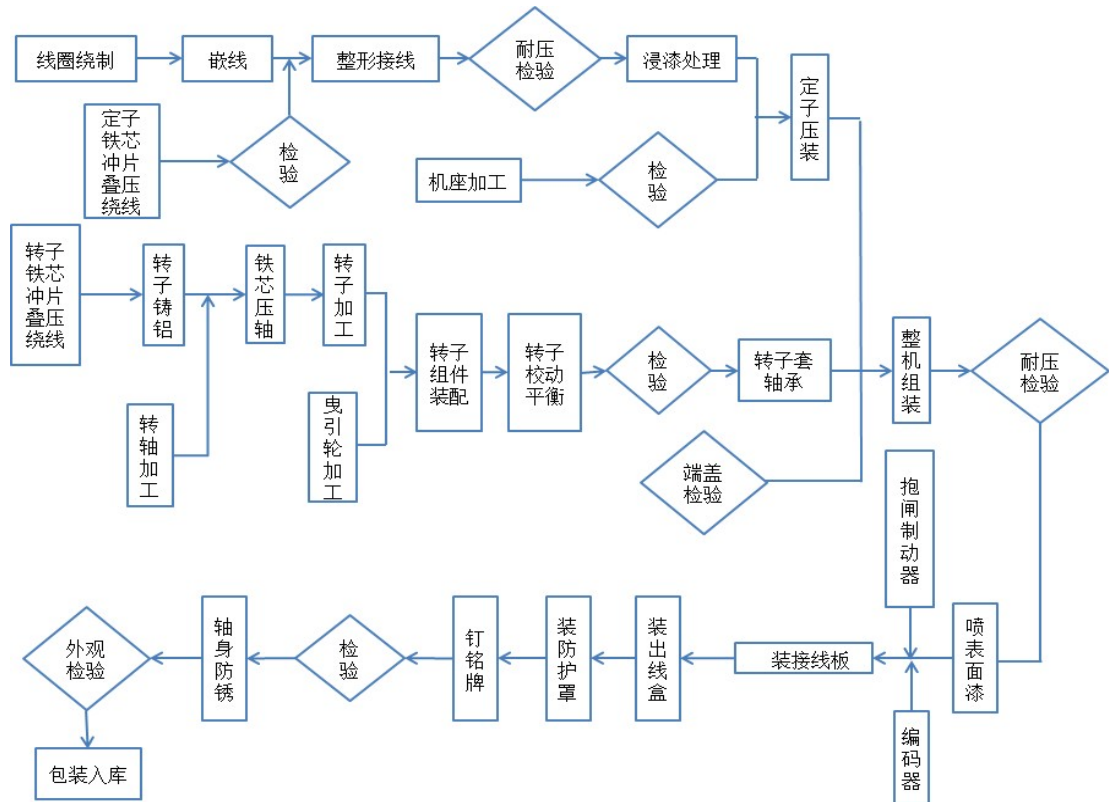 线圈绕制
嵌线
整形接线
耐压
检验
浸漆处理
定子压装
定子
铁芯
冲片
叠压
绕线
检验
机座加工
检验
转子
铁芯
冲片
叠压
绕线
转子铸铝
铁芯压轴
转子加工
转子
组件
装配
转子
校动
平衡
检验
转子套
轴承
整机组装
耐压
检验
转轴加工
曳引轮加工
端盖
检验
抱闸制动器
外观
检验
轴身防锈
检验
钉铭牌
装防护罩
装出线盒
装接线板
喷表面漆
编码器
包装入库